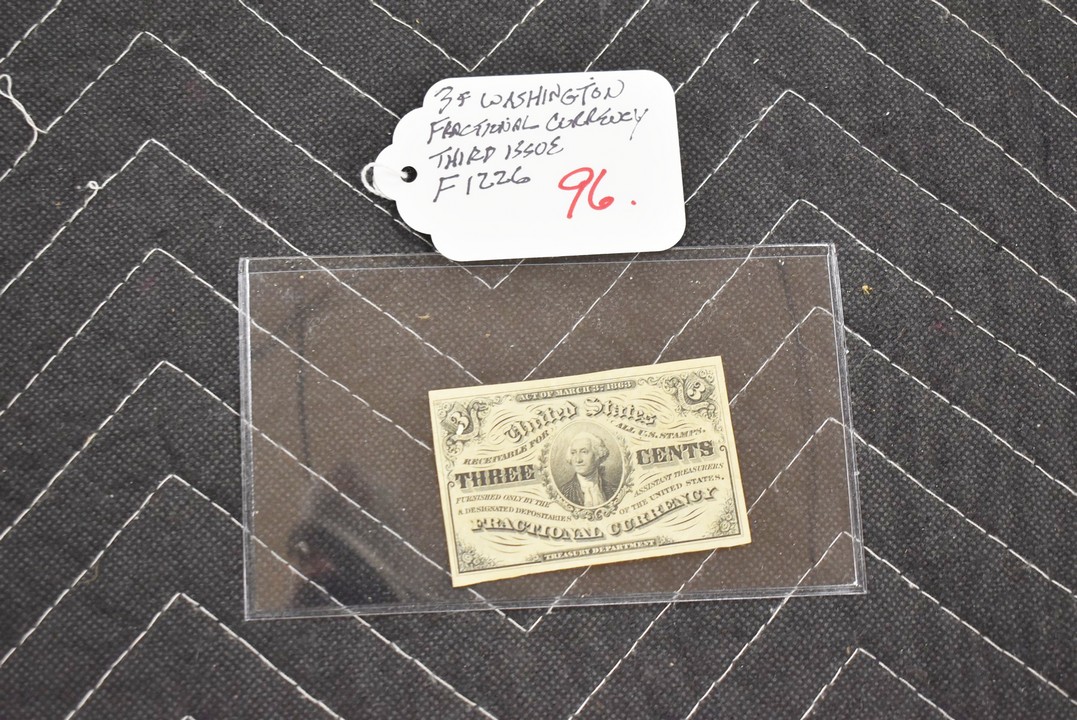 3¢ WASHINGTON
FRACTIONAL CURRENCY
THIRD ISSUE
F1226
96.
ACT OF MARCH 3, 1863
3
3
United States
RECEIVABLE FOR ALL U.S. STAMPS.
THREE CENTS
FURNISHED ONLY BY THE ASSISTANT TREASURERS
& DESIGNATED DEPOSITARIES OF THE UNITED STATES.
FRACTIONAL CURRENCY
TREASURY DEPARTMENT